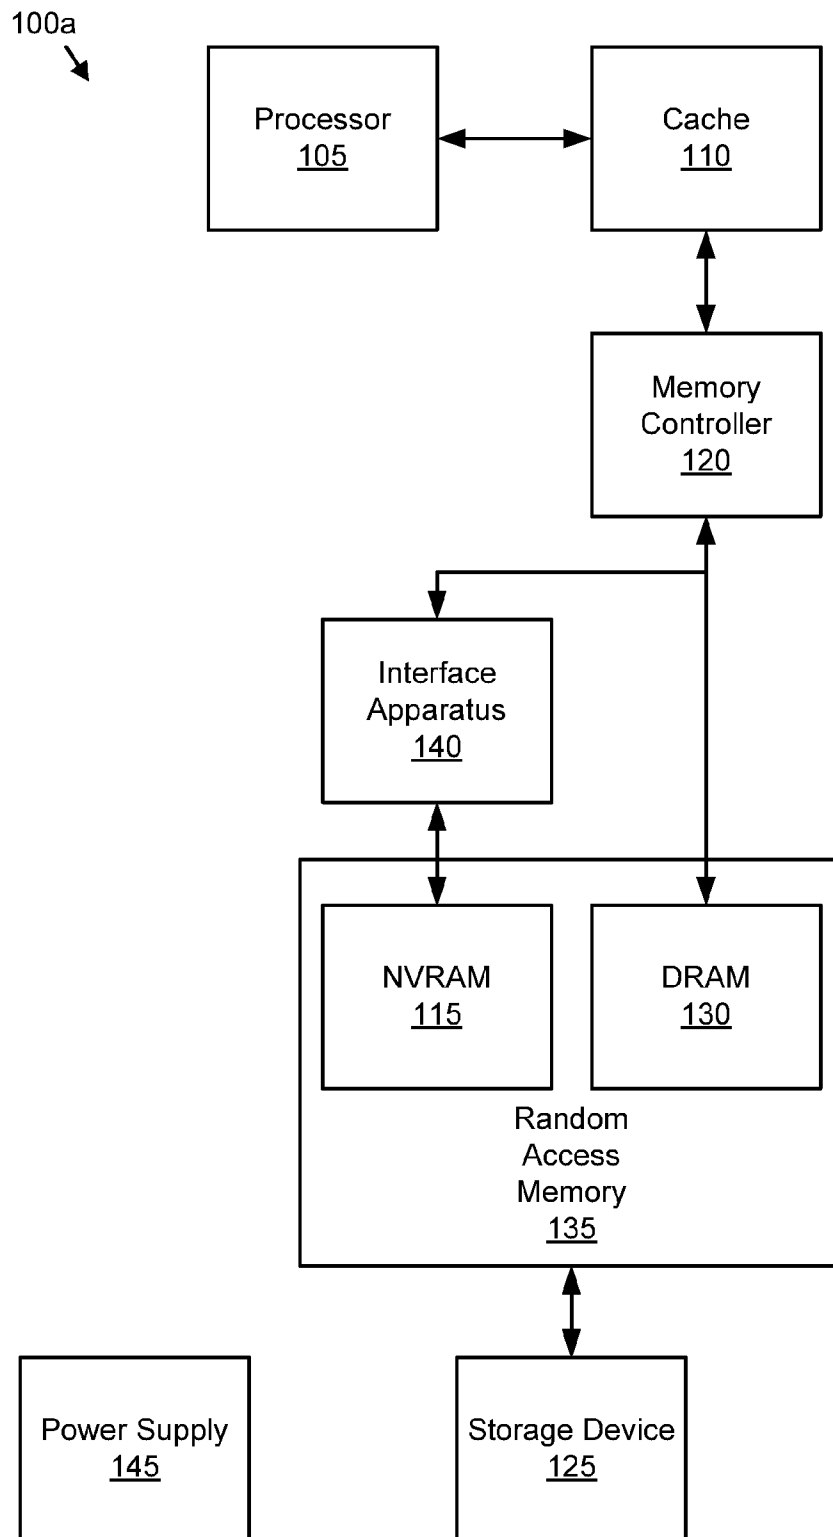 100a
Processor
105
Cache
110
Memory
Controller
120
Interface
Apparatus
140
NVRAM
115
DRAM
130
Random
Access
Memory
135
Power Supply
145
Storage Device
125